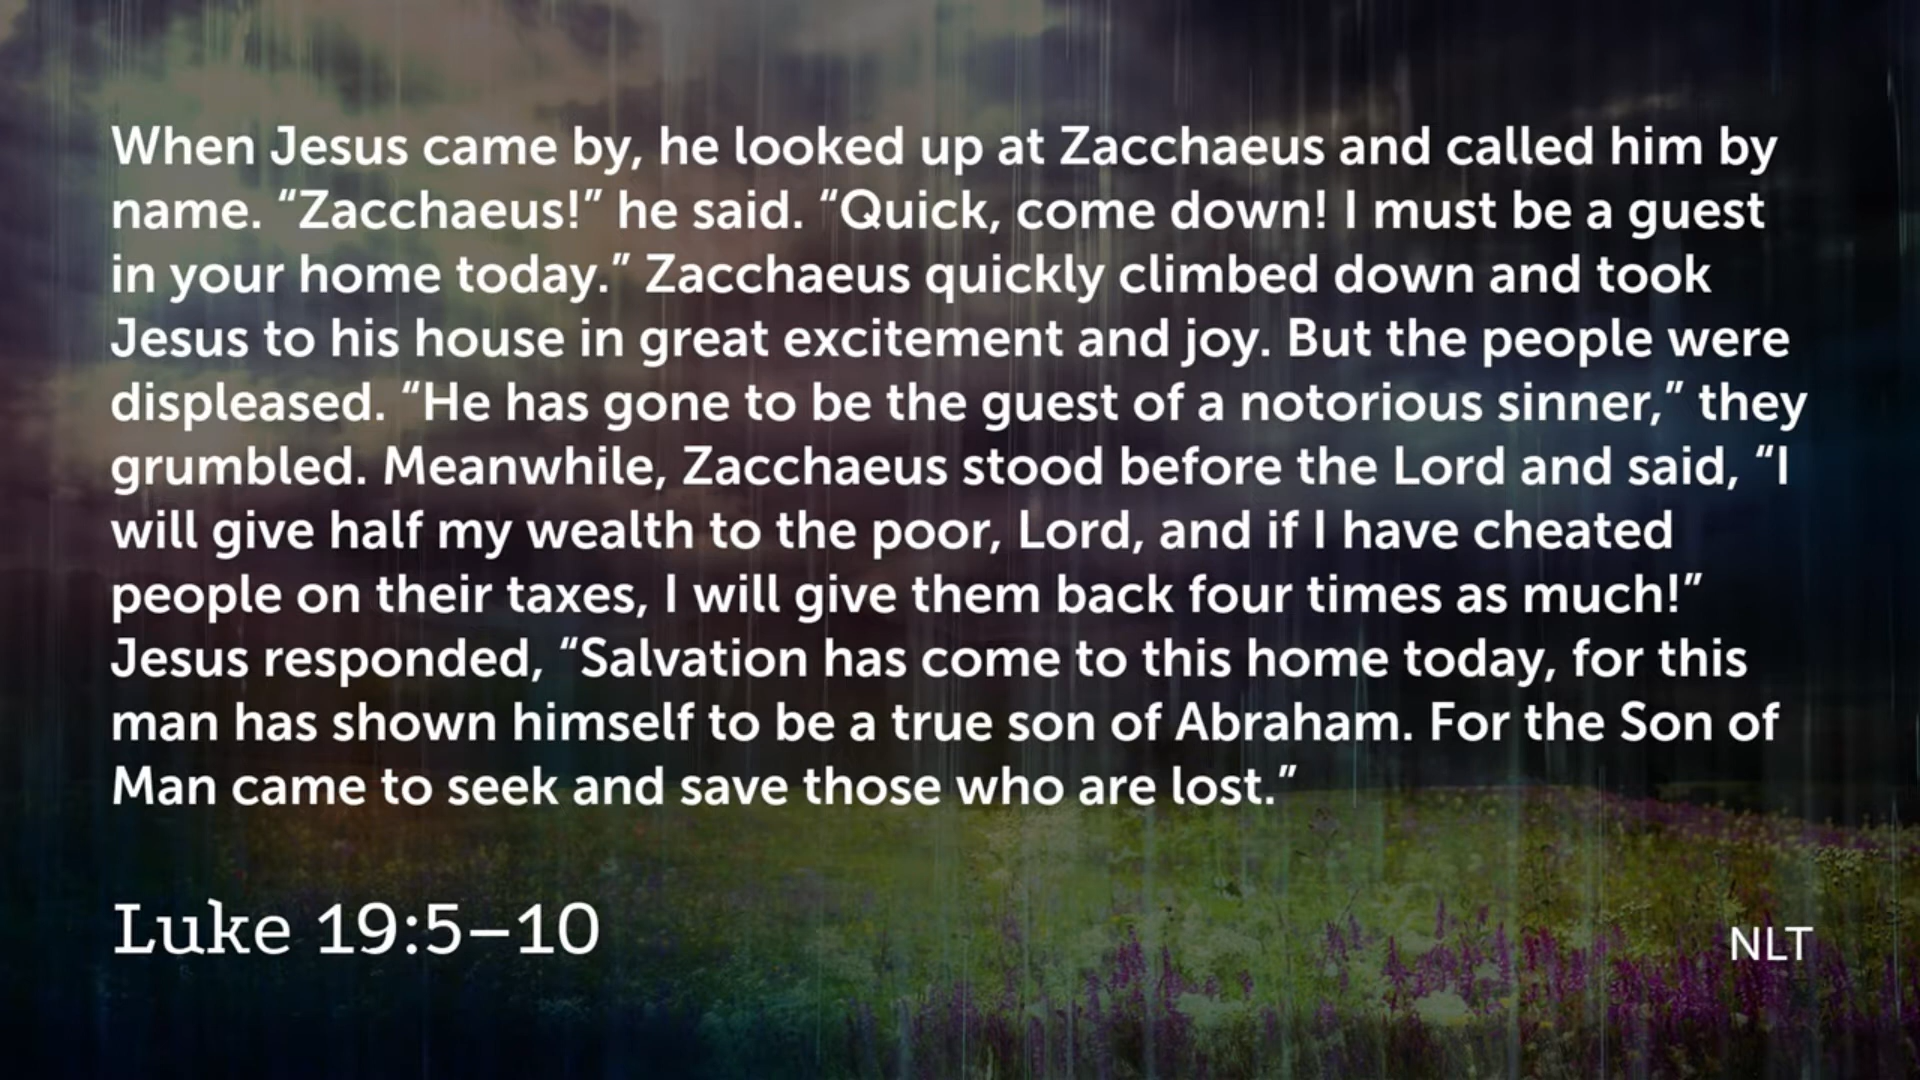 When Jesus came by, he looked up at Zacchaeus and called him by
name. “Zacchaeus!” he said. “Quick, come down! I must be a guest
in your home today.” Zacchaeus quickly climbed down and took
Jesus to his house in great excitement and joy. But the people were
displeased. “He has gone to be the guest of a notorious sinner,” they
grumbled. Meanwhile, Zacchaeus stood before the Lord and said, “I
will give half my wealth to the poor, Lord, and if I have cheated
people on their taxes, I will give them back four times as much!”
Jesus responded, “Salvation has come to this home today, for this
man has shown himself to be a true son of Abraham. For the Son of
Man came to seek and save those who are lost.”
Luke 19:5–10
NLT